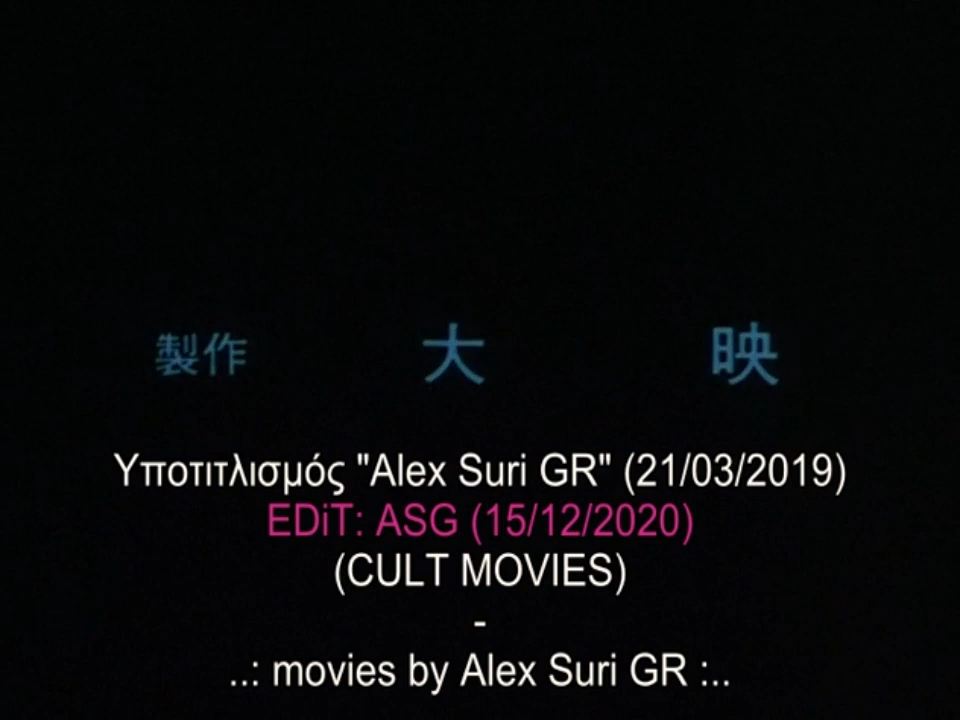 製作 大 映
Υποτιτλισμός "Alex Suri GR" (21/03/2019)
EDiT: ASG (15/12/2020)
(CULT MOVIES)
-
..: movies by Alex Suri GR :..